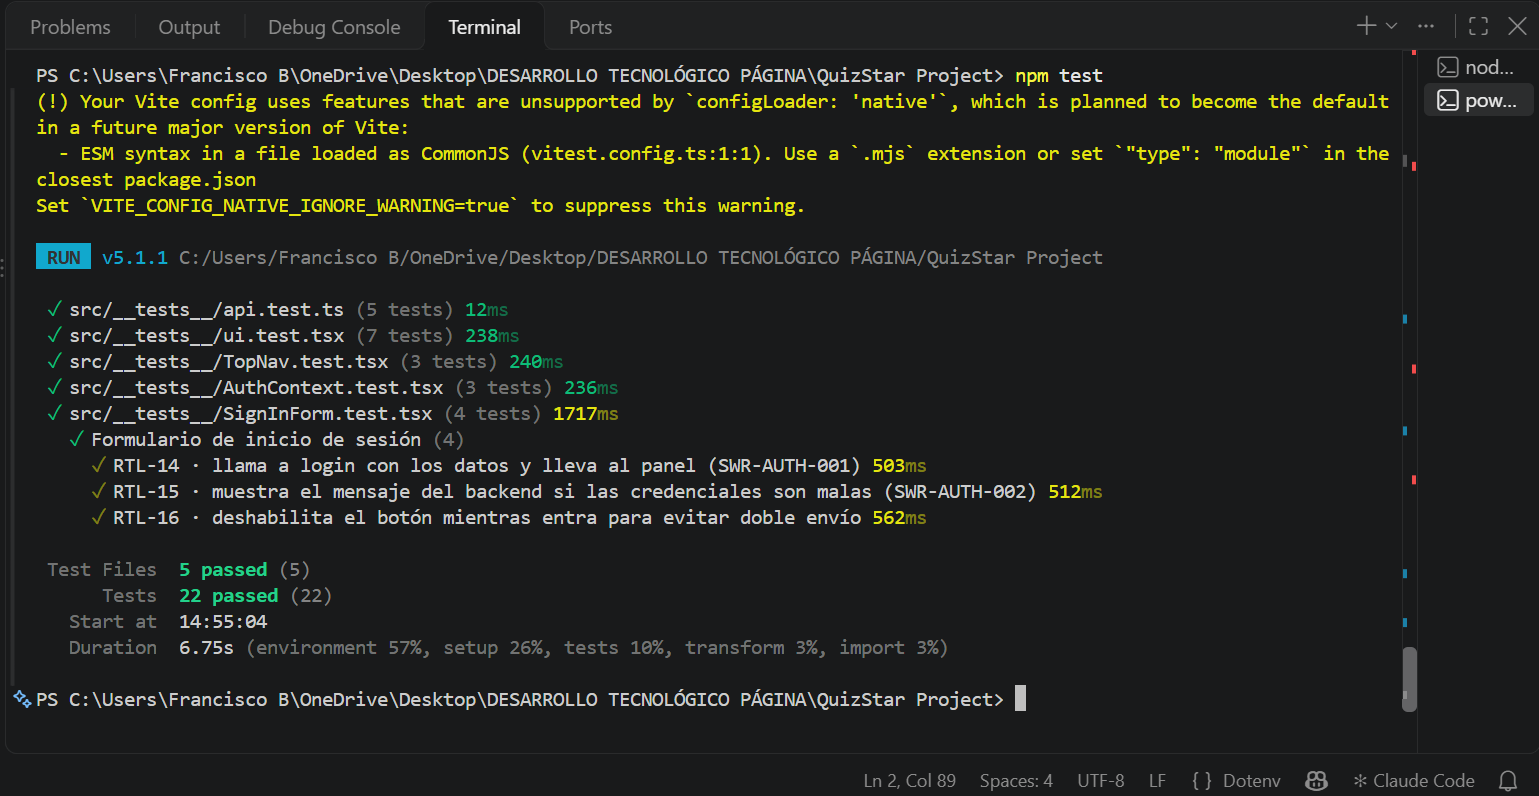 Problems Output Debug Console Terminal Ports
PS C:\Users\Francisco B\OneDrive\Desktop\DESARROLLO TECNOLÓGICO PÁGINA\QuizStar Project> npm test
(!) Your Vite config uses features that are unsupported by `configLoader: 'native'`, which is planned to become the default
in a future major version of Vite:
- ESM syntax in a file loaded as CommonJS (vitest.config.ts:1:1). Use a `.mjs` extension or set `"type": "module"` in the
closest package.json
Set `VITE_CONFIG_NATIVE_IGNORE_WARNING=true` to suppress this warning.
RUN v5.1.1 C:/Users/Francisco B/OneDrive/Desktop/DESARROLLO TECNOLÓGICO PÁGINA/QuizStar Project
✓ src/__tests__/api.test.ts (5 tests) 12ms
✓ src/__tests__/ui.test.tsx (7 tests) 238ms
✓ src/__tests__/TopNav.test.tsx (3 tests) 240ms
✓ src/__tests__/AuthContext.test.tsx (3 tests) 236ms
✓ src/__tests__/SignInForm.test.tsx (4 tests) 1717ms
✓ Formulario de inicio de sesión (4)
✓ RTL-14 · llama a login con los datos y lleva al panel (SWR-AUTH-001) 503ms
✓ RTL-15 · muestra el mensaje del backend si las credenciales son malas (SWR-AUTH-002) 512ms
✓ RTL-16 · deshabilita el botón mientras entra para evitar doble envío 562ms
Test Files 5 passed (5)
Tests 22 passed (22)
Start at 14:55:04
Duration 6.75s (environment 57%, setup 26%, tests 10%, transform 3%, import 3%)
PS C:\Users\Francisco B\OneDrive\Desktop\DESARROLLO TECNOLÓGICO PÁGINA\QuizStar Project>
nod...
pow...
Ln 2, Col 89 Spaces: 4 UTF-8 LF { } Dotenv Claude Code